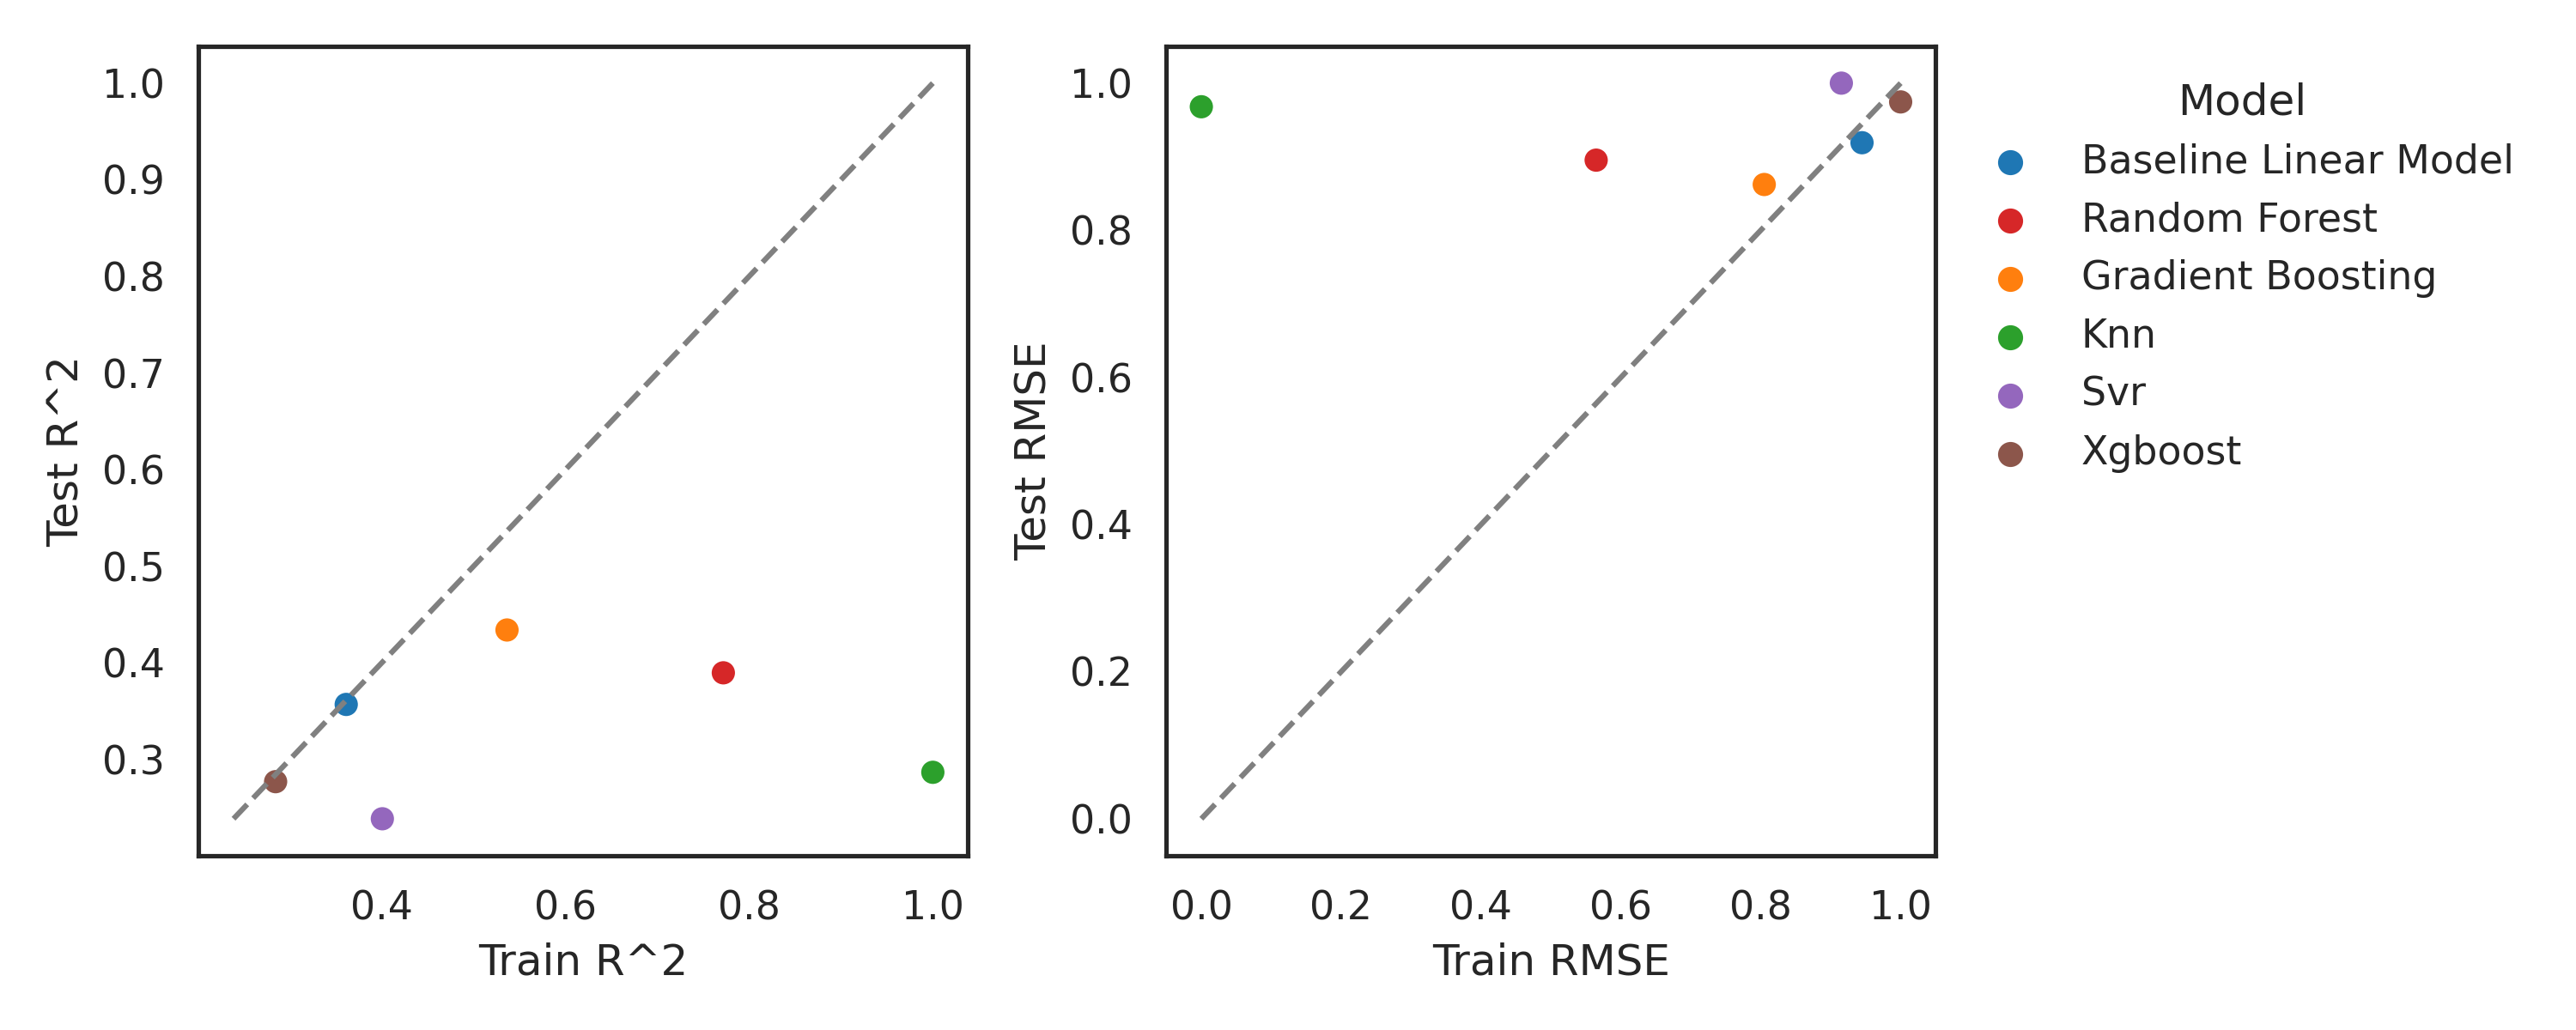 Test R^2
1.0
0.9
0.8
0.7
0.6
0.5
0.4
0.3
0.4 0.6 0.8 1.0
Train R^2
Test RMSE
1.0
0.8
0.6
0.4
0.2
0.0
0.0 0.2 0.4 0.6 0.8 1.0
Train RMSE
Model
Baseline Linear Model
Random Forest
Gradient Boosting
Knn
Svr
Xgboost